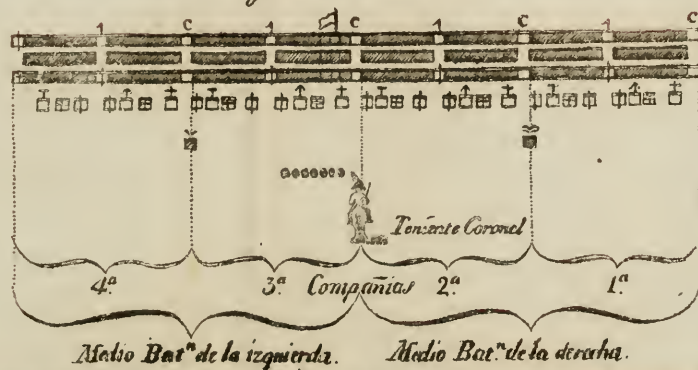 1 C 1 C 1 C 1 C
Teniente Coronel
4.ª 3.ª Compañias 2.ª 1.ª
Medio Bat.n de la izquierda. Medio Bat.n de la derecha.